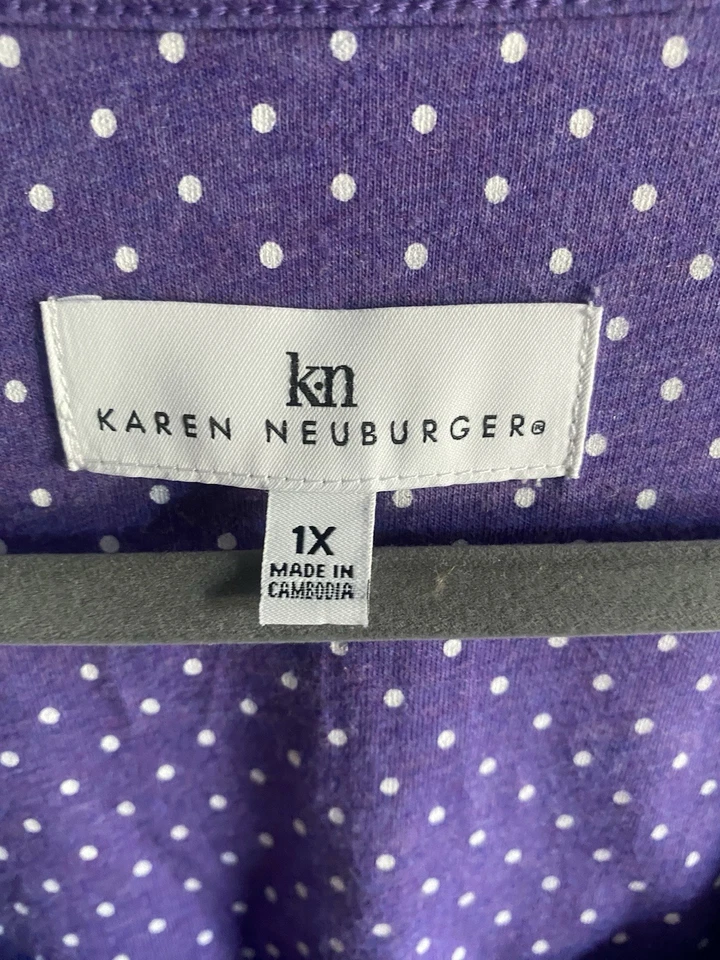 k·n
KAREN NEUBURGER®
1X
MADE IN
CAMBODIA